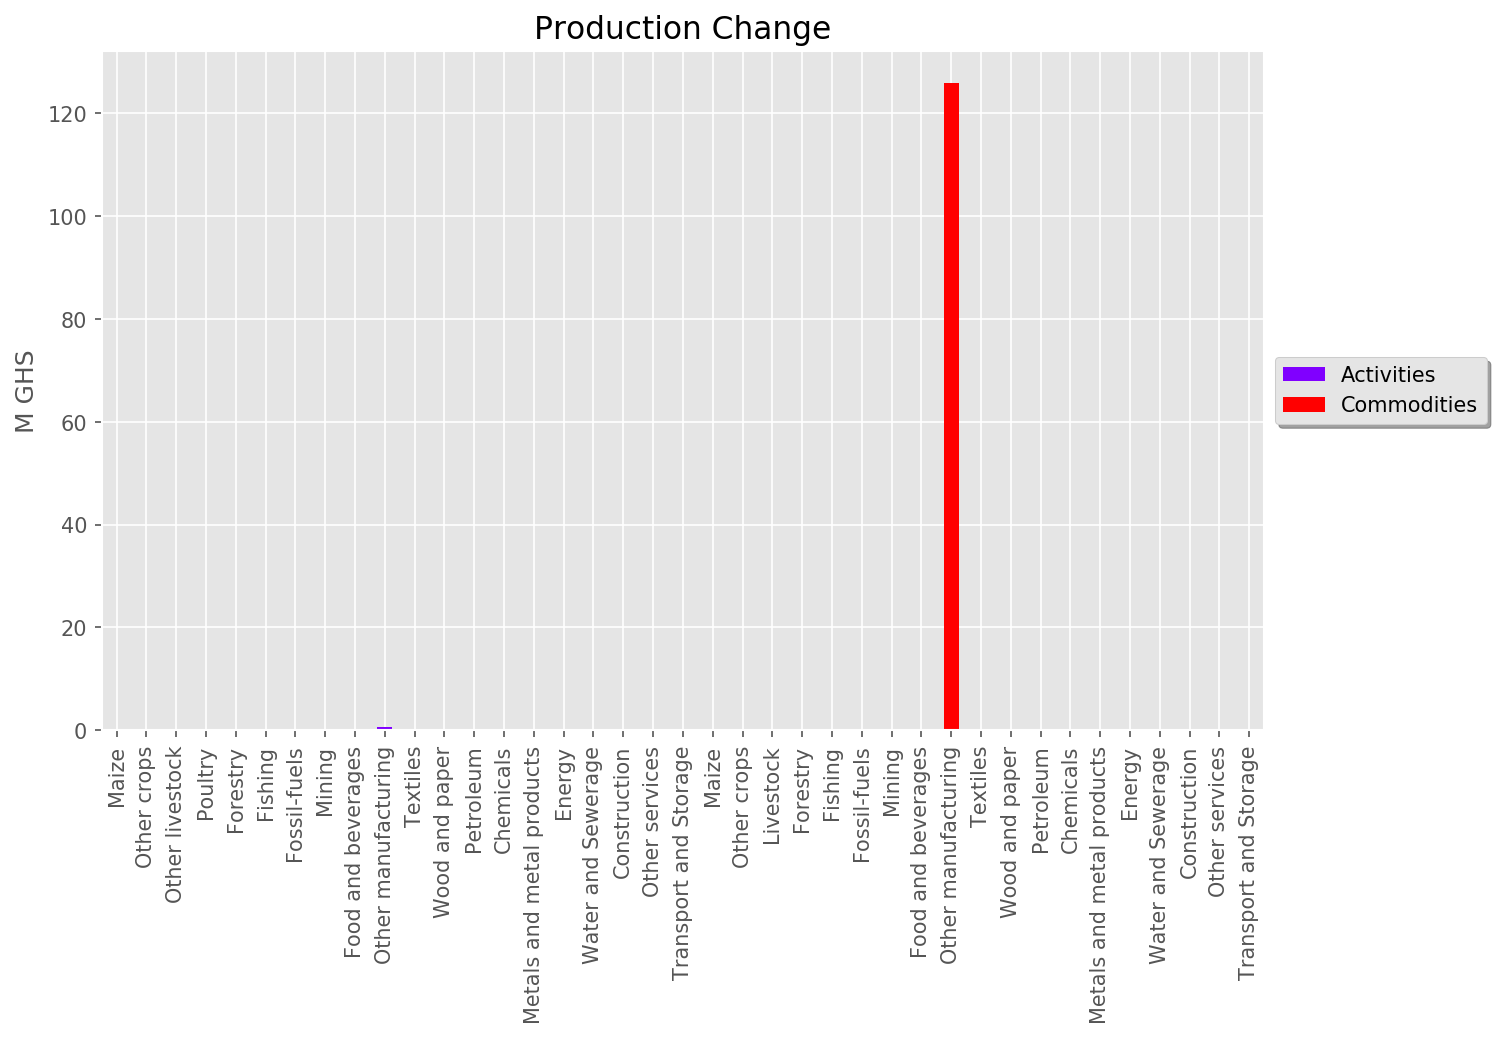 Production Change
M GHS
120
100
80
60
40
20
0
Maize
Other crops
Other livestock
Poultry
Forestry
Fishing
Fossil-fuels
Mining
Food and beverages
Other manufacturing
Textiles
Wood and paper
Petroleum
Chemicals
Metals and metal products
Energy
Water and Sewerage
Construction
Other services
Transport and Storage
Maize
Other crops
Livestock
Forestry
Fishing
Fossil-fuels
Mining
Food and beverages
Other manufacturing
Textiles
Wood and paper
Petroleum
Chemicals
Metals and metal products
Energy
Water and Sewerage
Construction
Other services
Transport and Storage
Activities
Commodities